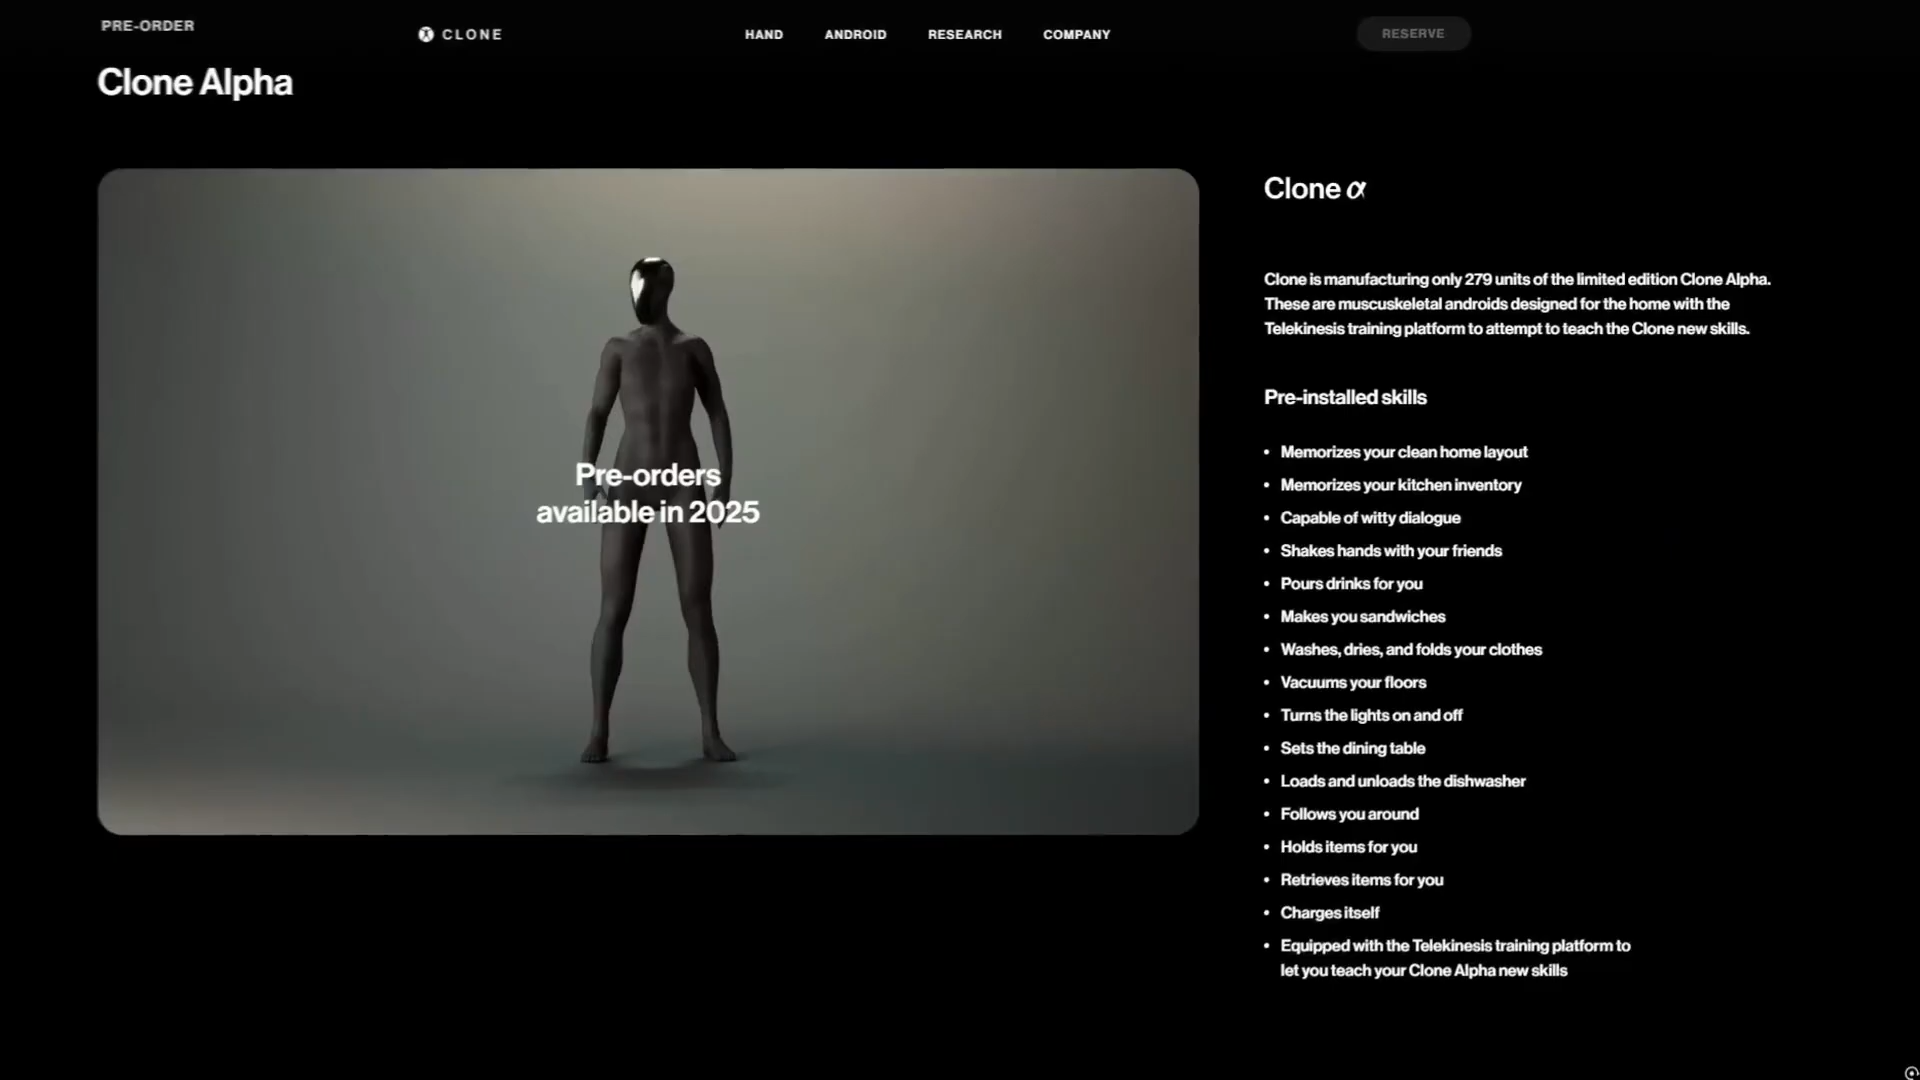 PRE-ORDER
CLONE
HAND
ANDROID
RESEARCH
COMPANY
RESERVE
Clone Alpha
Pre-orders
available in 2025
Clone α
Clone is manufacturing only 279 units of the limited edition Clone Alpha.
These are muscuskeletal androids designed for the home with the
Telekinesis training platform to attempt to teach the Clone new skills.
Pre-installed skills
• Memorizes your clean home layout
• Memorizes your kitchen inventory
• Capable of witty dialogue
• Shakes hands with your friends
• Pours drinks for you
• Makes you sandwiches
• Washes, dries, and folds your clothes
• Vacuums your floors
• Turns the lights on and off
• Sets the dining table
• Loads and unloads the dishwasher
• Follows you around
• Holds items for you
• Retrieves items for you
• Charges itself
• Equipped with the Telekinesis training platform to
let you teach your Clone Alpha new skills